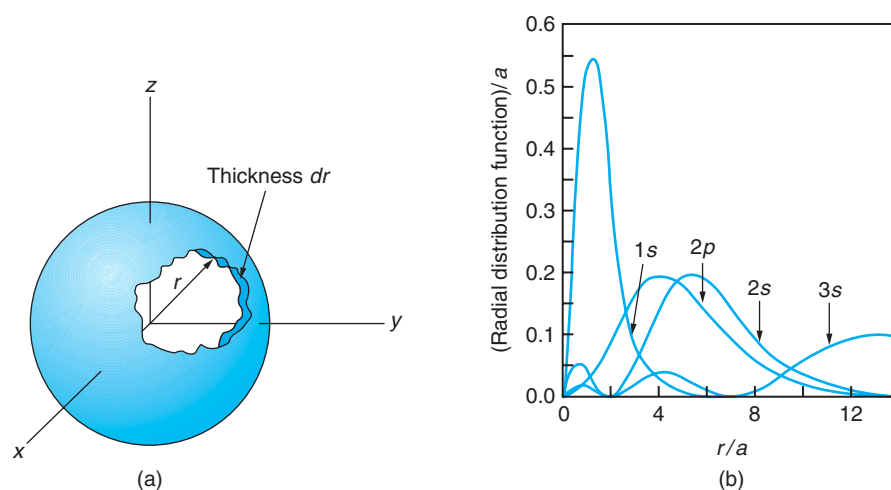 z
Thickness dr
r
y
x
(a)
(Radial distribution function)/a
0.6
0.5
0.4
0.3
0.2
0.1
0.0
1s
2p
2s
3s
0
4
8
12
r/a
(b)